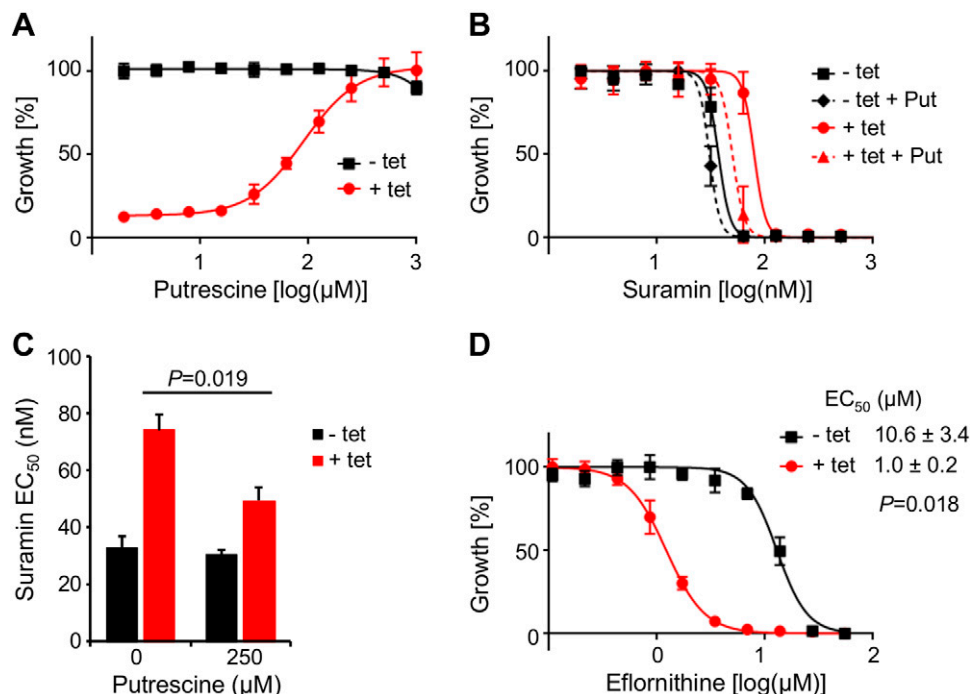 A
100
50
0
Growth [%]
1
2
3
Putrescine [log(µM)]
- tet
+ tet
B
100
50
0
Growth [%]
1
2
3
Suramin [log(nM)]
- tet
- tet + Put
+ tet
+ tet + Put
C
100
80
60
40
20
0
Suramin EC50 (nM)
P=0.019
0
250
Putrescine (µM)
- tet
+ tet
D
EC50 (µM)
- tet 10.6 ± 3.4
+ tet 1.0 ± 0.2
P=0.018
100
50
0
Growth [%]
0
1
2
Eflornithine [log(µM)]